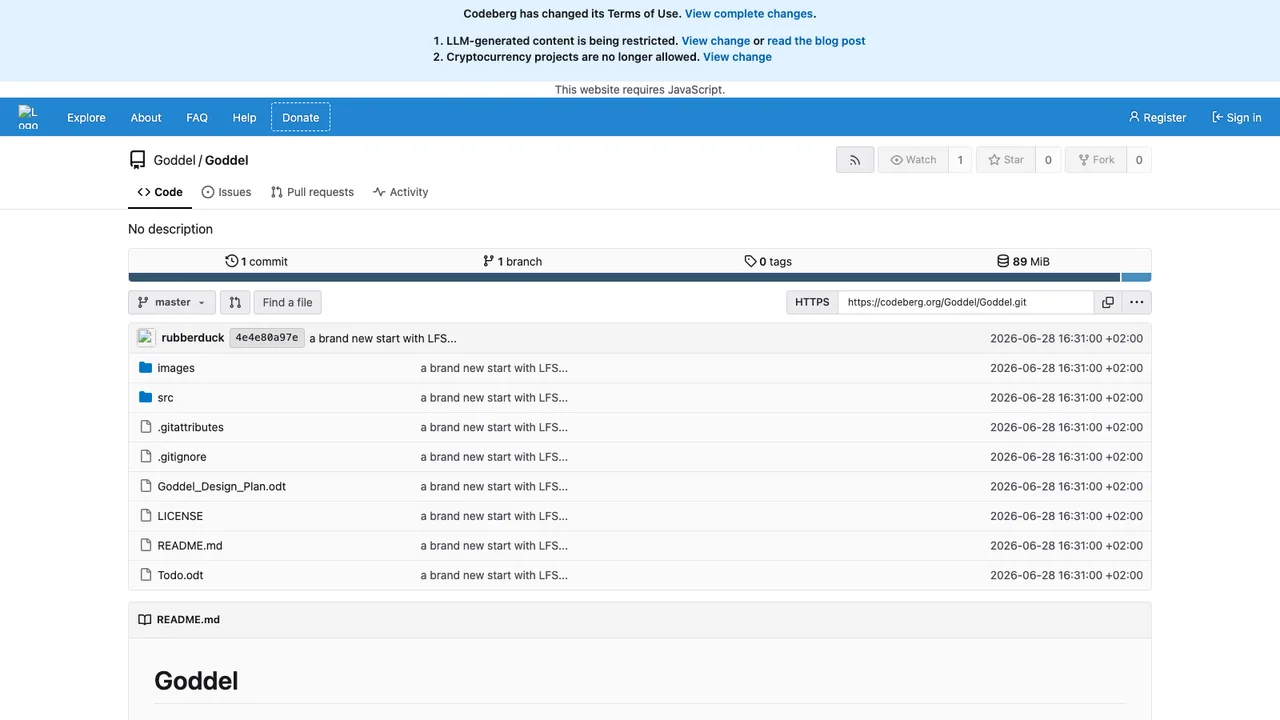 Codeberg has changed its Terms of Use. View complete changes.
1. LLM-generated content is being restricted. View change or read the blog post
2. Cryptocurrency projects are no longer allowed. View change
This website requires JavaScript.
Logo Explore About FAQ Help Donate Register Sign in
Goddel / Goddel Watch 1 Star 0 Fork 0
Code Issues Pull requests Activity
No description
1 commit 1 branch 0 tags 89 MiB
master Find a file HTTPS https://codeberg.org/Goddel/Goddel.git
rubberduck 4e4e80a97e a brand new start with LFS... 2026-06-28 16:31:00 +02:00
images a brand new start with LFS... 2026-06-28 16:31:00 +02:00
src a brand new start with LFS... 2026-06-28 16:31:00 +02:00
.gitattributes a brand new start with LFS... 2026-06-28 16:31:00 +02:00
.gitignore a brand new start with LFS... 2026-06-28 16:31:00 +02:00
Goddel_Design_Plan.odt a brand new start with LFS... 2026-06-28 16:31:00 +02:00
LICENSE a brand new start with LFS... 2026-06-28 16:31:00 +02:00
README.md a brand new start with LFS... 2026-06-28 16:31:00 +02:00
Todo.odt a brand new start with LFS... 2026-06-28 16:31:00 +02:00
README.md
Goddel